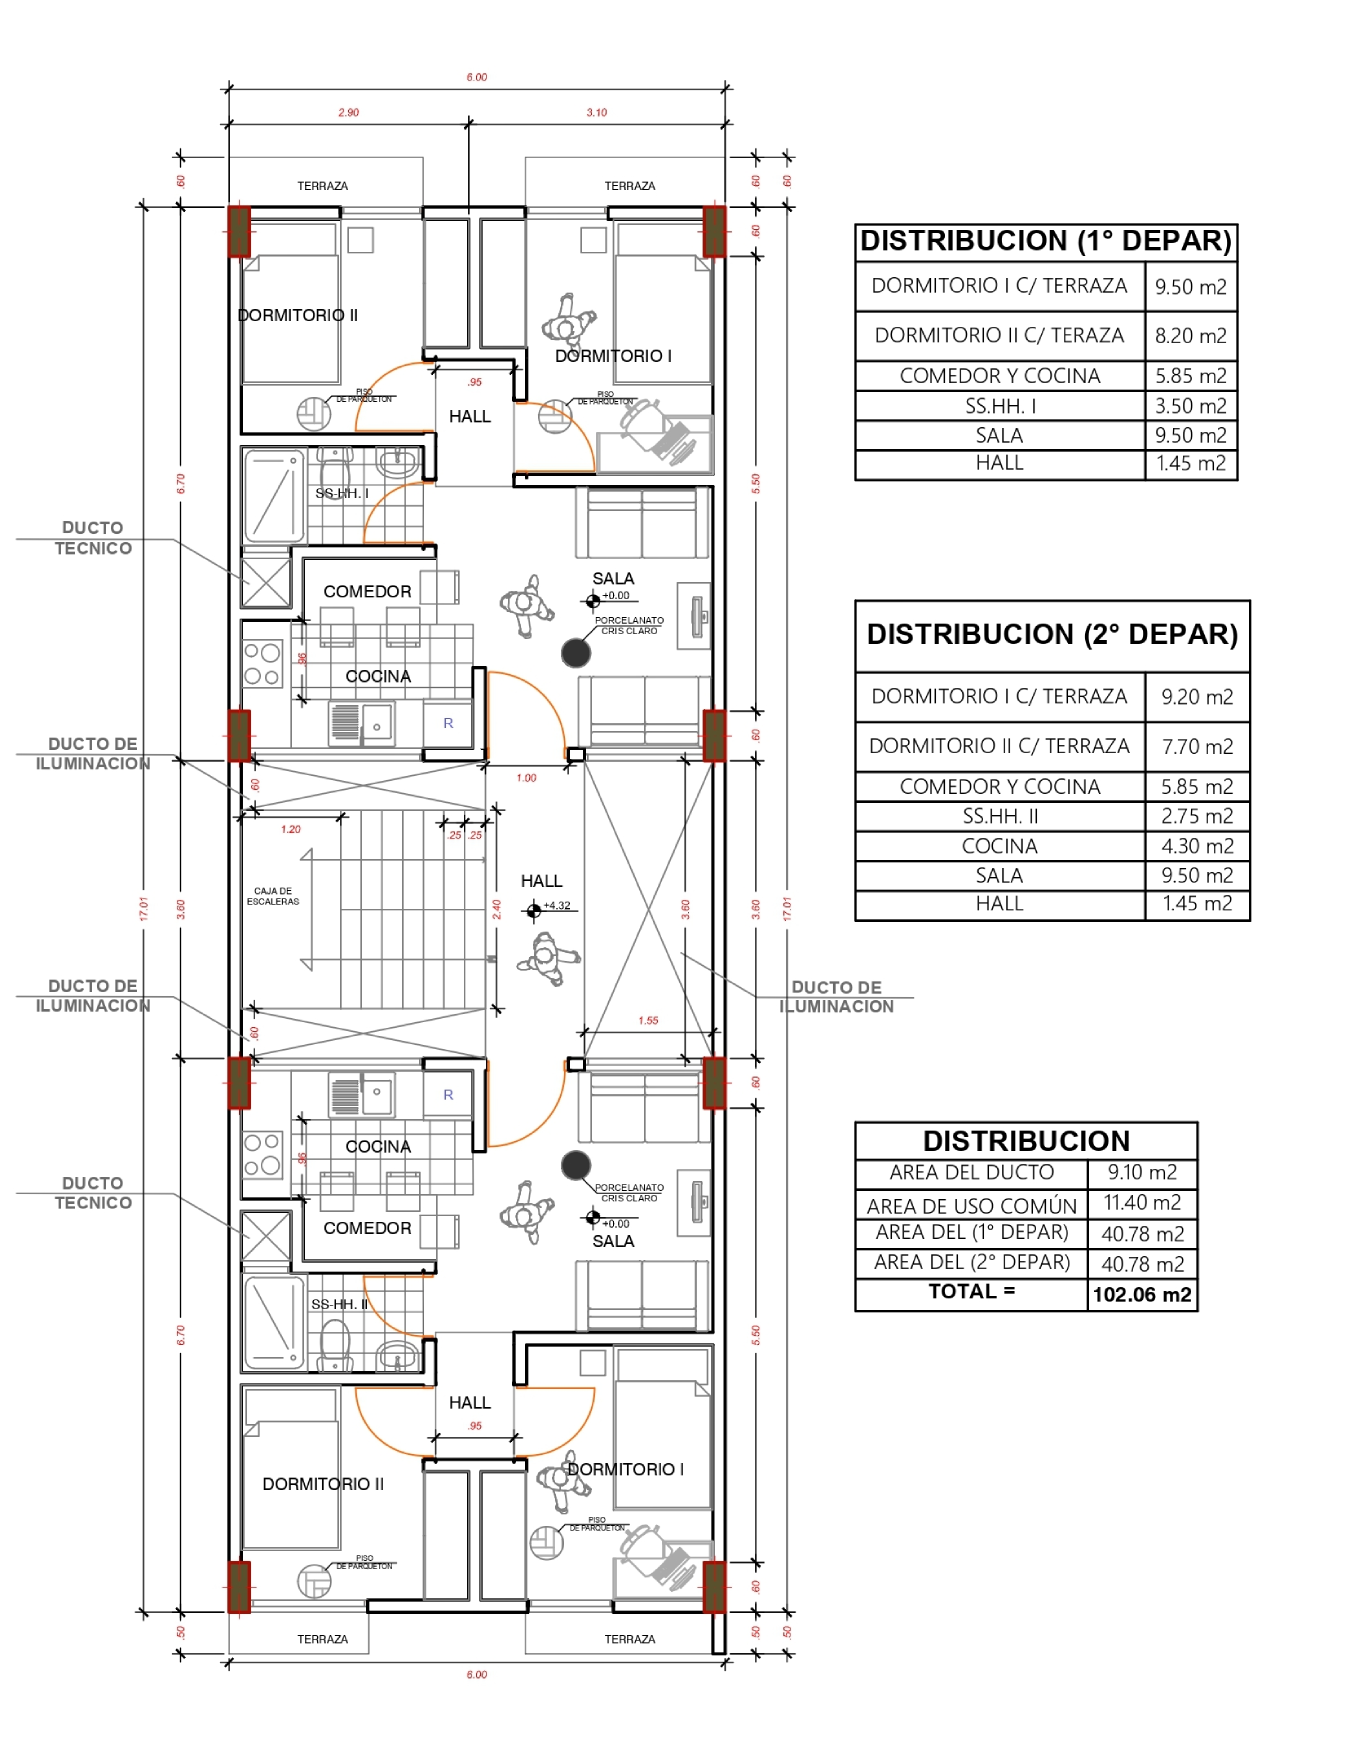 6.00
2.90
3.10
.60
.60
.60
TERRAZA
TERRAZA
.60
DORMITORIO II
DORMITORIO I
.95
PISO
DE PARQUETON
PISO
DE PARQUETON
HALL
6.70
5.50
SS-HH. I
DUCTO
TECNICO
COMEDOR
SALA
+0.00
PORCELANATO
CRIS CLARO
.96
COCINA
R
DUCTO DE
ILUMINACION
.60
1.00
.60
1.20
.25
.25
CAJA DE
ESCALERAS
HALL
+4.32
17.01
3.60
2.40
3.60
3.60
17.01
DUCTO DE
ILUMINACION
DUCTO DE
ILUMINACION
1.55
.60
.60
R
COCINA
.96
DUCTO
TECNICO
PORCELANATO
CRIS CLARO
COMEDOR
+0.00
SALA
SS-HH. II
6.70
5.50
HALL
.95
DORMITORIO II
DORMITORIO I
PISO
DE PARQUETON
PISO
DE PARQUETON
.60
.50
.50
.50
TERRAZA
TERRAZA
6.00
DISTRIBUCION (1° DEPAR)
DORMITORIO I C/ TERRAZA 9.50 m2
DORMITORIO II C/ TERAZA 8.20 m2
COMEDOR Y COCINA 5.85 m2
SS.HH. I 3.50 m2
SALA 9.50 m2
HALL 1.45 m2
DISTRIBUCION (2° DEPAR)
DORMITORIO I C/ TERRAZA 9.20 m2
DORMITORIO II C/ TERRAZA 7.70 m2
COMEDOR Y COCINA 5.85 m2
SS.HH. II 2.75 m2
COCINA 4.30 m2
SALA 9.50 m2
HALL 1.45 m2
DISTRIBUCION
AREA DEL DUCTO 9.10 m2
AREA DE USO COMÚN 11.40 m2
AREA DEL (1° DEPAR) 40.78 m2
AREA DEL (2° DEPAR) 40.78 m2
TOTAL = 102.06 m2